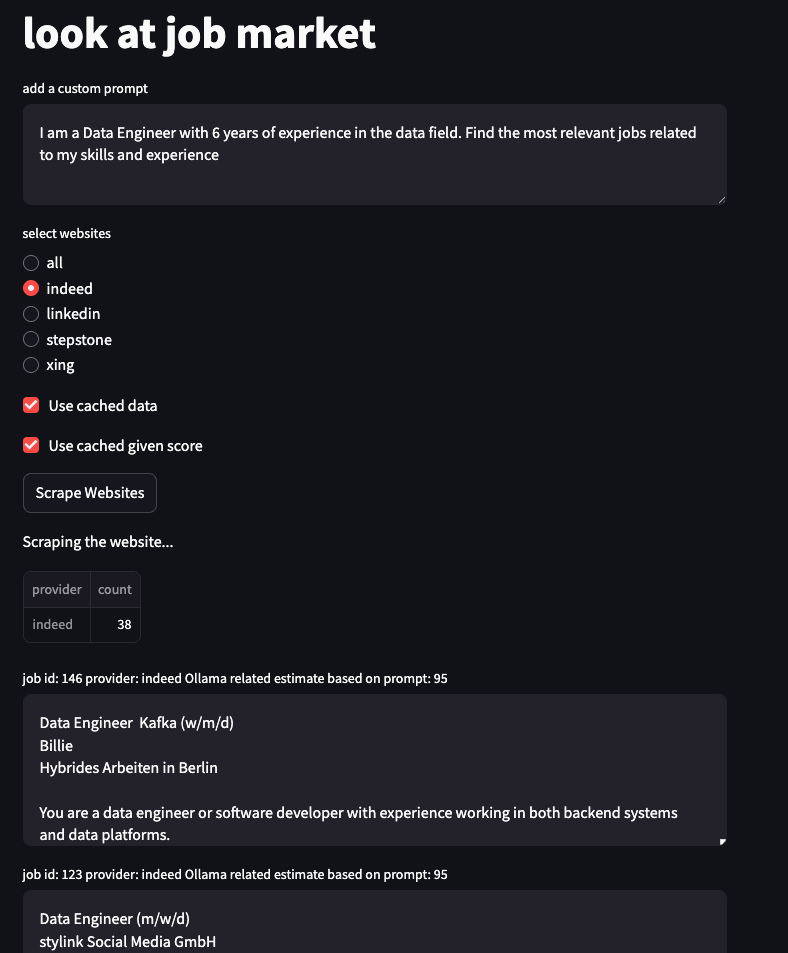 look at job market
add a custom prompt
I am a Data Engineer with 6 years of experience in the data field. Find the most relevant jobs related
to my skills and experience
select websites
all
indeed
linkedin
stepstone
xing
Use cached data
Use cached given score
Scrape Websites
Scraping the website...
provider count
indeed 38
job id: 146 provider: indeed Ollama related estimate based on prompt: 95
Data Engineer  Kafka (w/m/d)
Billie
Hybrides Arbeiten in Berlin
You are a data engineer or software developer with experience working in both backend systems
and data platforms.
job id: 123 provider: indeed Ollama related estimate based on prompt: 95
Data Engineer (m/w/d)
stylink Social Media GmbH